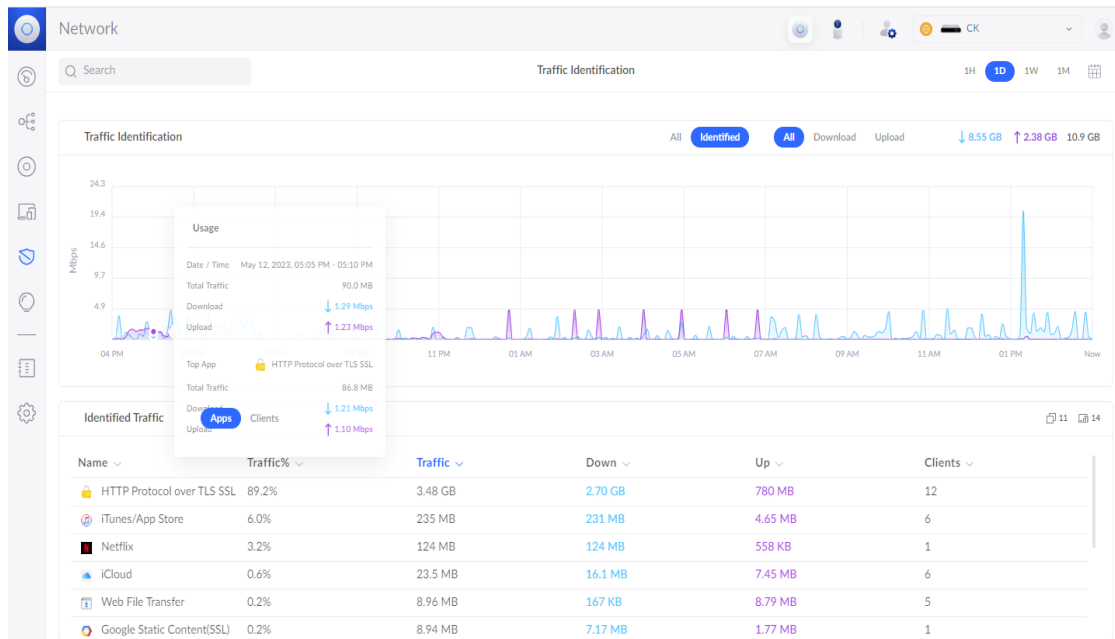 Network
CK
Search
Traffic Identification
1H 1D 1W 1M
Traffic Identification
All Identified All Download Upload 8.55 GB 2.38 GB 10.9 GB
24.3
19.4
14.6
9.7
4.9
Mbps
04 PM 11 PM 01 AM 03 AM 05 AM 07 AM 09 AM 11 AM 01 PM Now
Usage
Date / Time May 12, 2023, 05:05 PM - 05:10 PM
Total Traffic 90.0 MB
Download 1.29 Mbps
Upload 1.23 Mbps
Top App HTTP Protocol over TLS SSL
Total Traffic 86.8 MB
Download 1.21 Mbps
Upload 1.10 Mbps
Identified Traffic Apps Clients 11 14
Name Traffic% Traffic Down Up Clients
HTTP Protocol over TLS SSL 89.2% 3.48 GB 2.70 GB 780 MB 12
iTunes/App Store 6.0% 235 MB 231 MB 4.65 MB 6
Netflix 3.2% 124 MB 124 MB 558 KB 1
iCloud 0.6% 23.5 MB 16.1 MB 7.45 MB 6
Web File Transfer 0.2% 8.96 MB 167 KB 8.79 MB 5
Google Static Content(SSL) 0.2% 8.94 MB 7.17 MB 1.77 MB 1